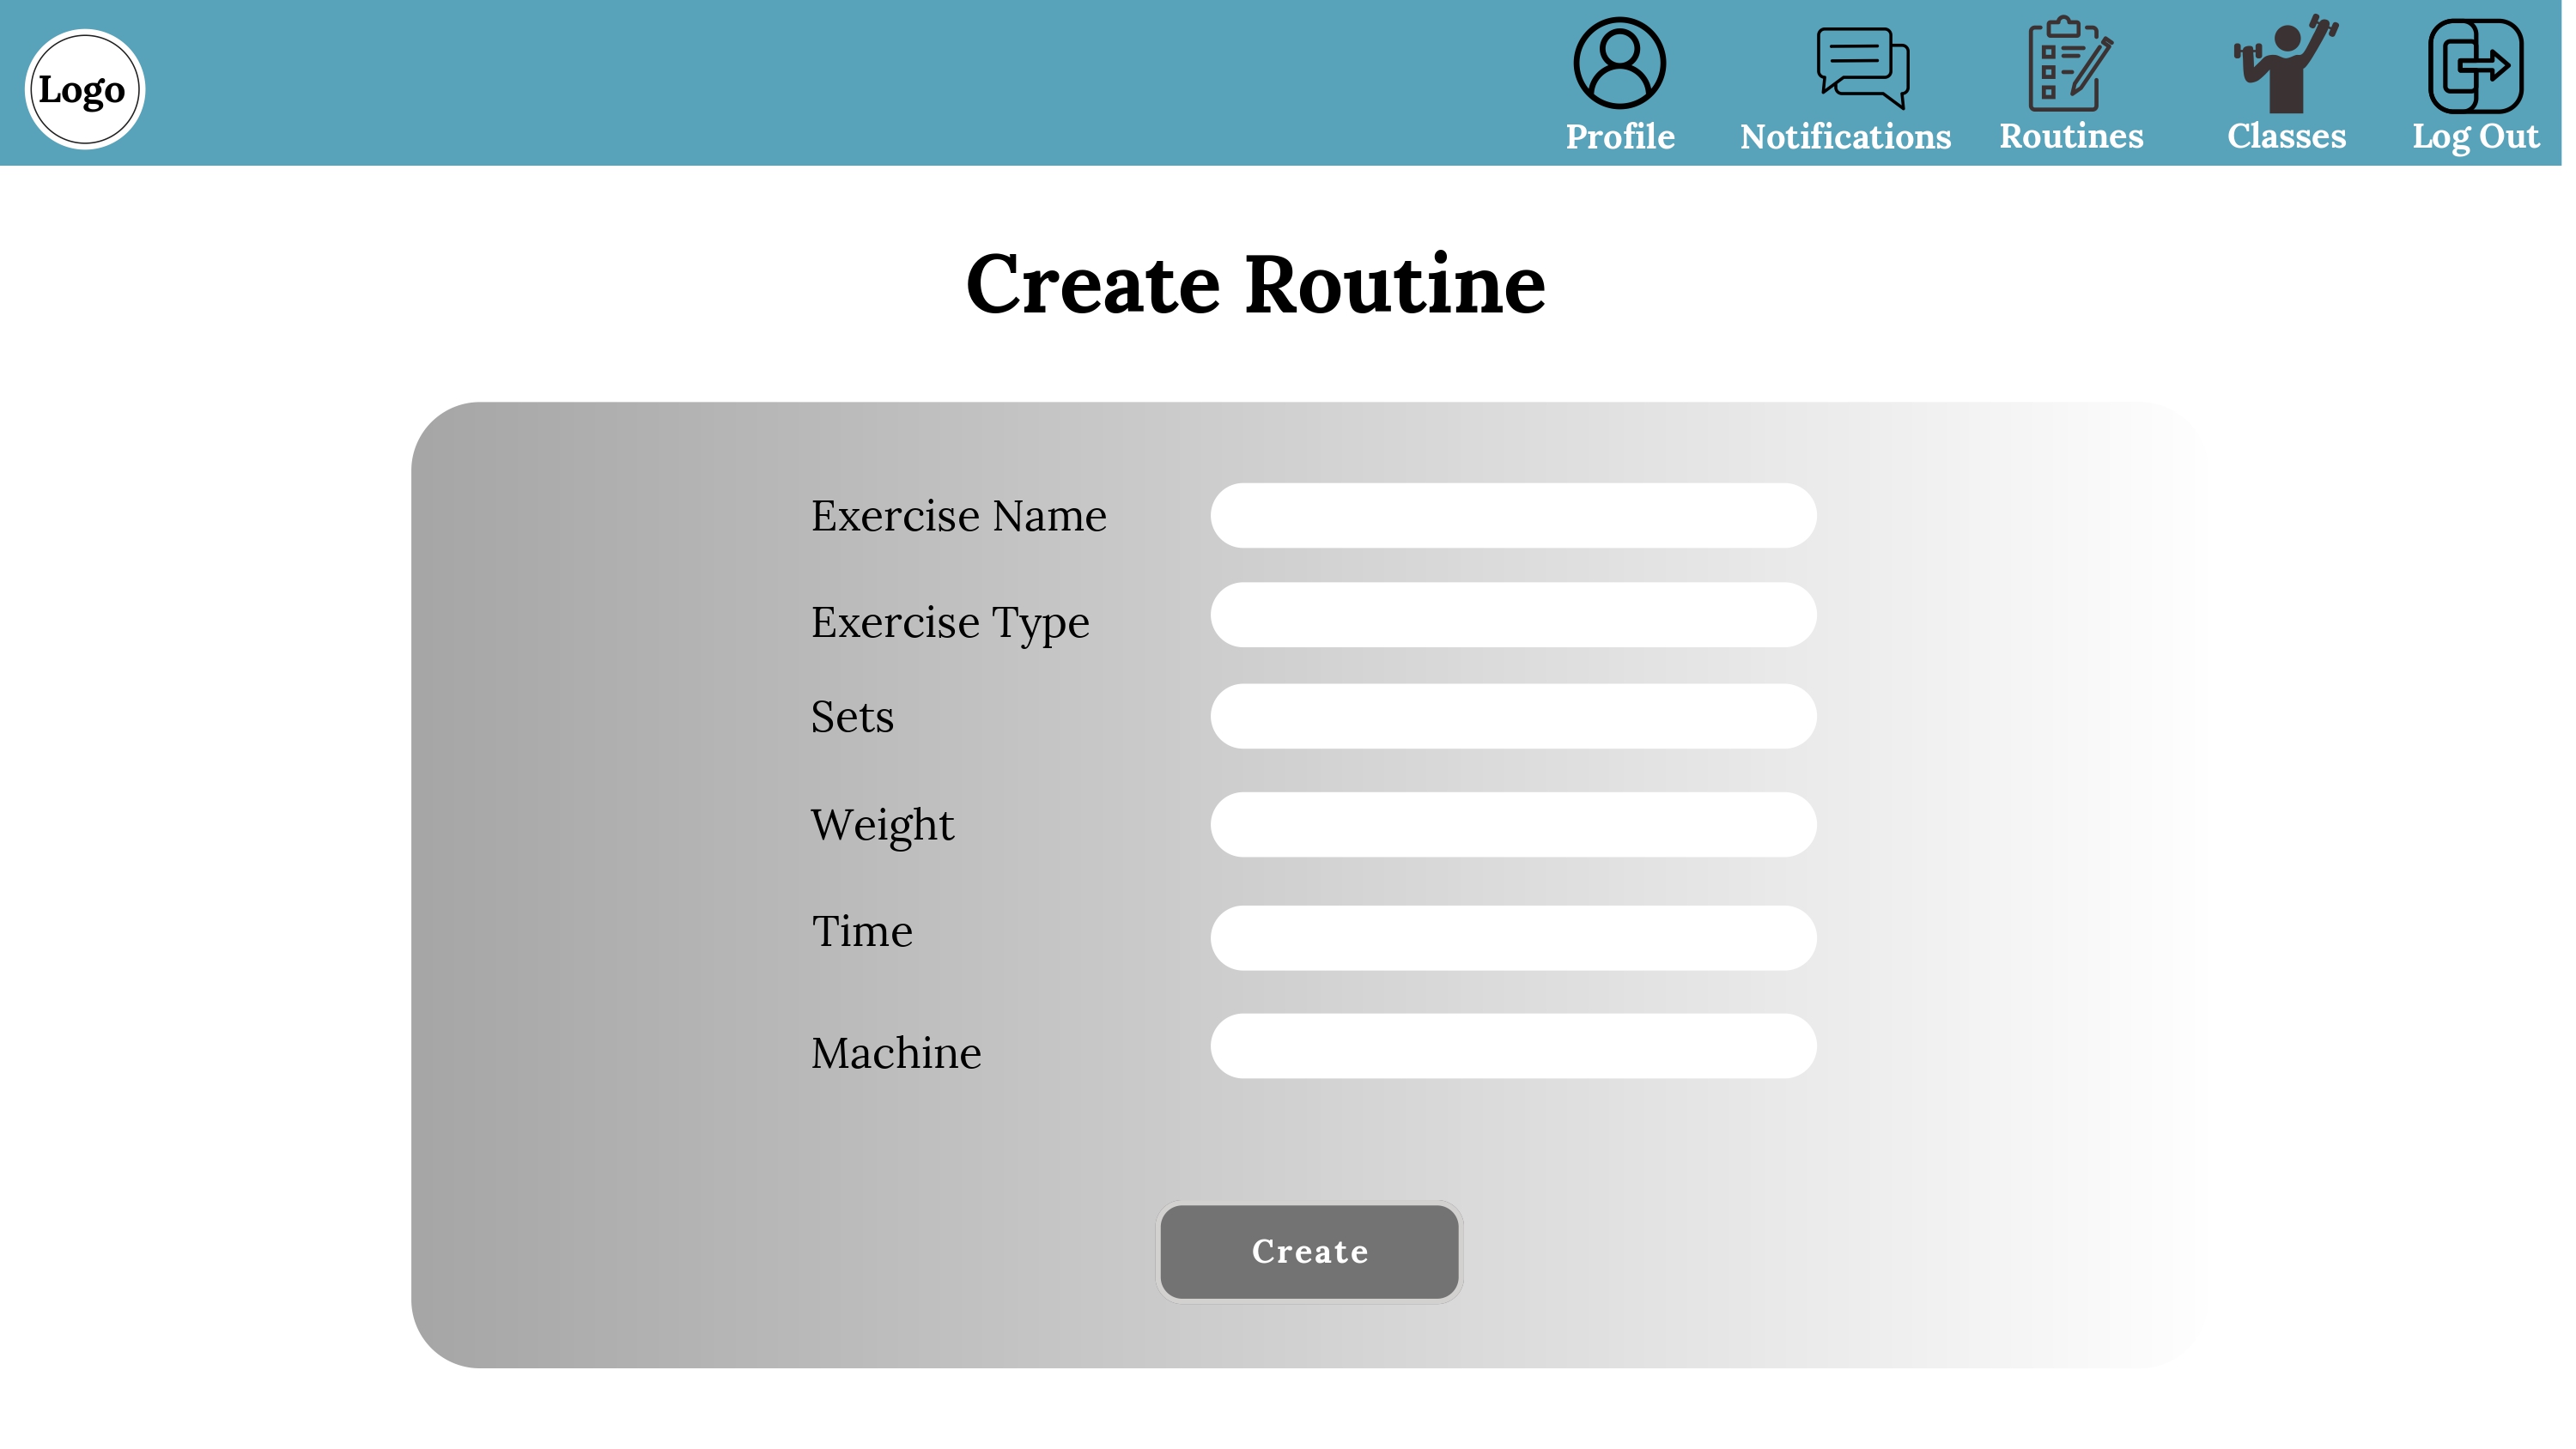 Logo
Profile
Notifications
Routines
Classes
Log Out
Create Routine
Exercise Name
Exercise Type
Sets
Weight
Time
Machine
Create